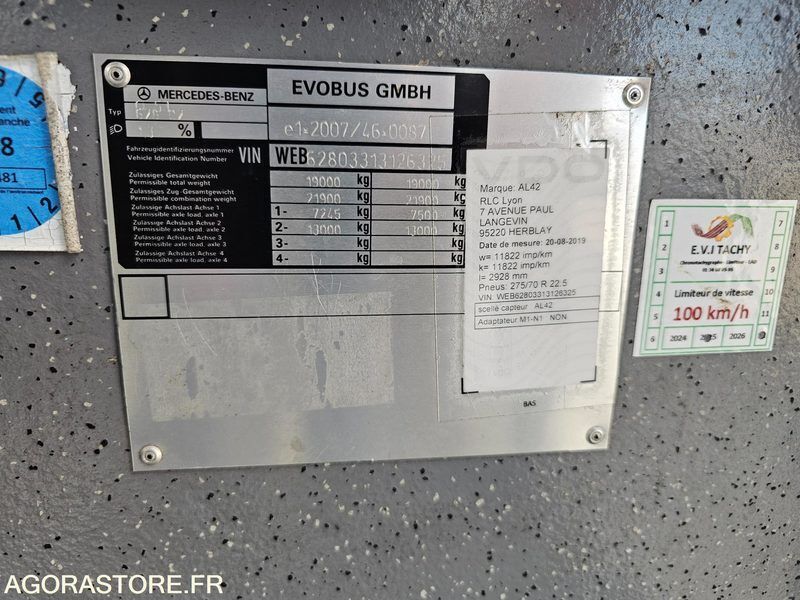 MERCEDES-BENZ
EVOBUS GMBH
Typ
%
e1*2007/46*0087
Fahrzeugidentifizierungsnummer
Vehicle Identification Number
VIN
WEB62803313126325
Zulässiges Gesamtgewicht
Permissible total weight
19000 kg 19000 kg
Zulässiges Zug-Gesamtgewicht
Permissible combination weight
21900 kg 21900 kg
Zulässige Achslast Achse 1
Permissible axle load, axle 1
1- 7245 kg 7500 kg
Zulässige Achslast Achse 2
Permissible axle load, axle 2
2- 13000 kg 13000 kg
Zulässige Achslast Achse 3
Permissible axle load, axle 3
3- kg kg
Zulässige Achslast Achse 4
Permissible axle load, axle 4
4- kg kg
VDO
Marque: AL42
RLC Lyon
7 AVENUE PAUL
LANGEVIN
95220 HERBLAY
Date de mesure: 20-08-2019
w= 11822 imp/km
k= 11822 imp/km
l= 2928 mm
Pneus: 275/70 R 22.5
VIN: WEB62803313126325
scellé capteur AL42
Adaptateur M1-N1 NON
BAS
E.V.I TACHY
Limiteur de vitesse
100 km/h
1 2 3 4 5 6
7 8 9 10 11
2024 2025 2026
8
481
AGORASTORE.FR